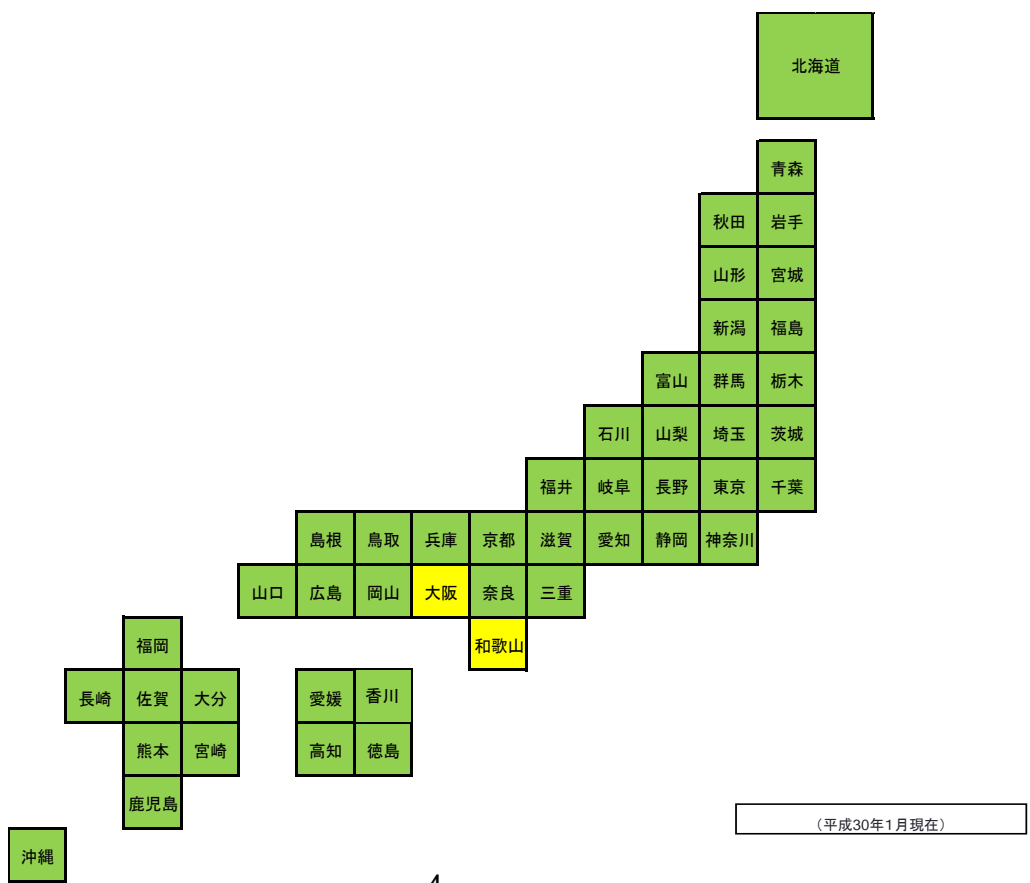 北海道
青森
秋田 岩手
山形 宮城
新潟 福島
富山 群馬 栃木
石川 山梨 埼玉 茨城
福井 岐阜 長野 東京 千葉
島根 鳥取 兵庫 京都 滋賀 愛知 静岡 神奈川
山口 広島 岡山 大阪 奈良 三重
福岡 和歌山
長崎 佐賀 大分 愛媛 香川
熊本 宮崎 高知 徳島
鹿児島
(平成30年1月現在)
沖縄
4